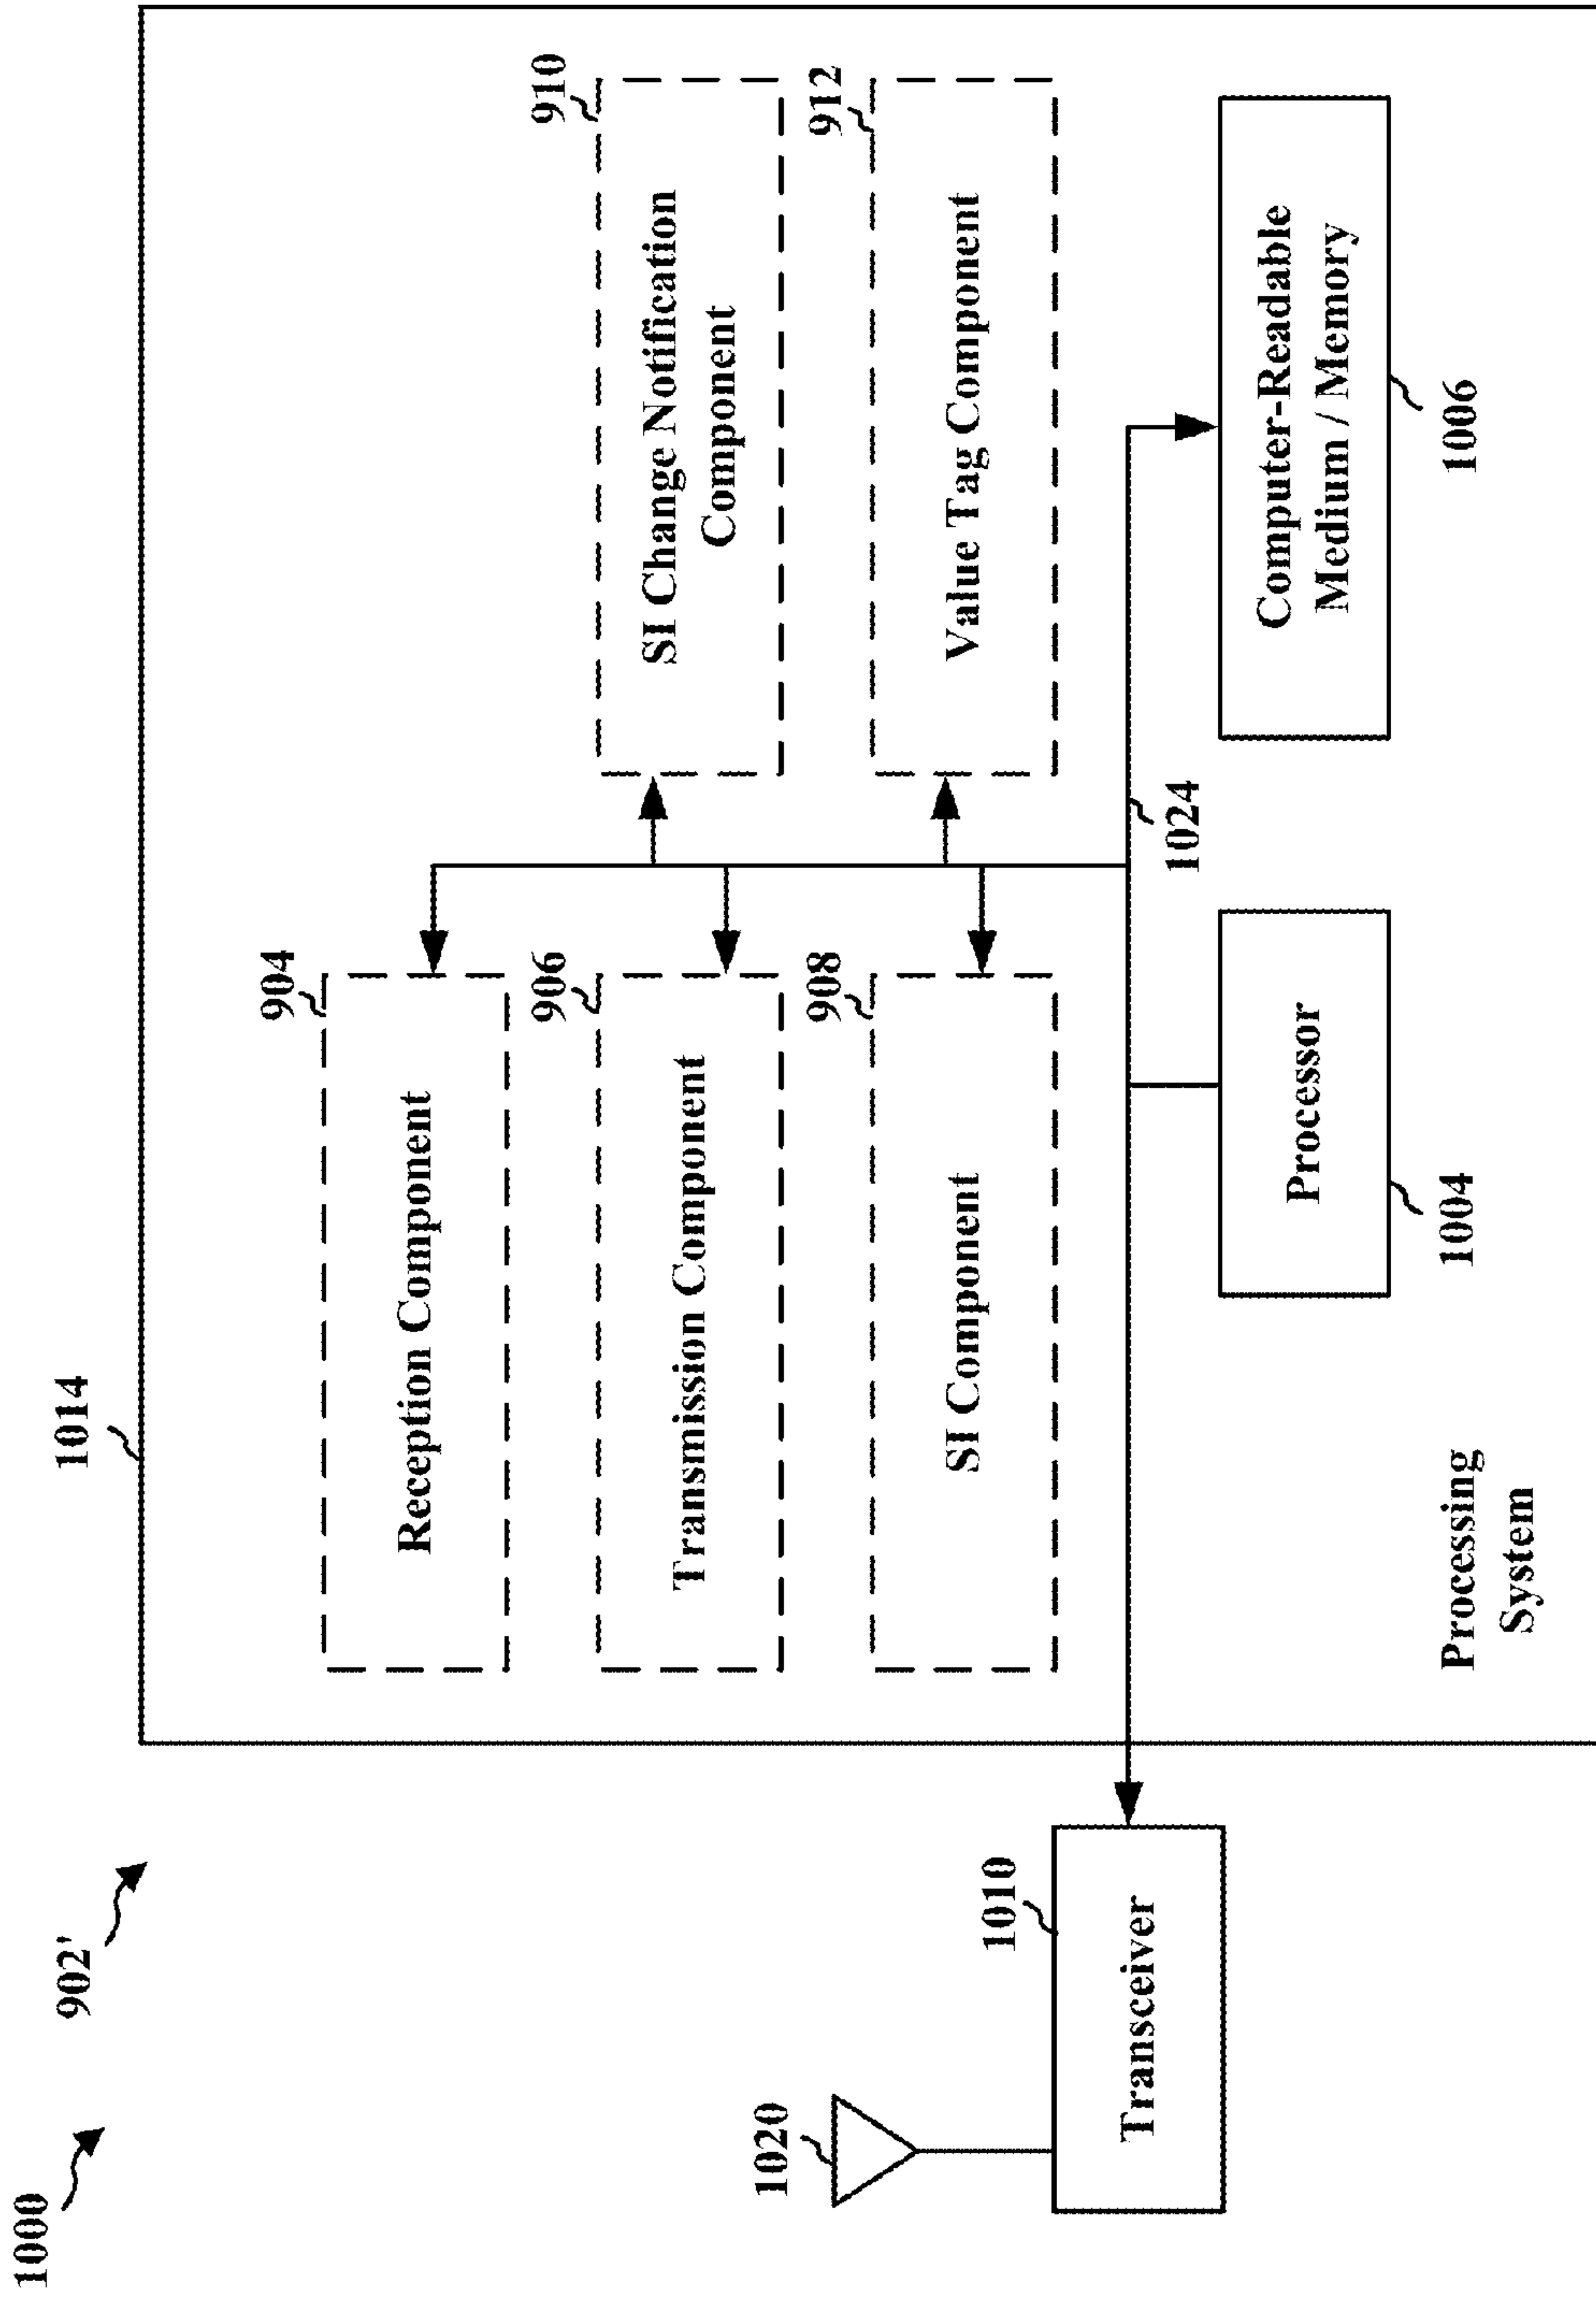 1000
902'
1014
904
Reception Component
906
Transmission Component
910
SI Change Notification
Component
908
SI Component
912
Value Tag Component
1020
1010
Transceiver
1024
Processor
1004
Computer-Readable
Medium / Memory
1006
Processing
System